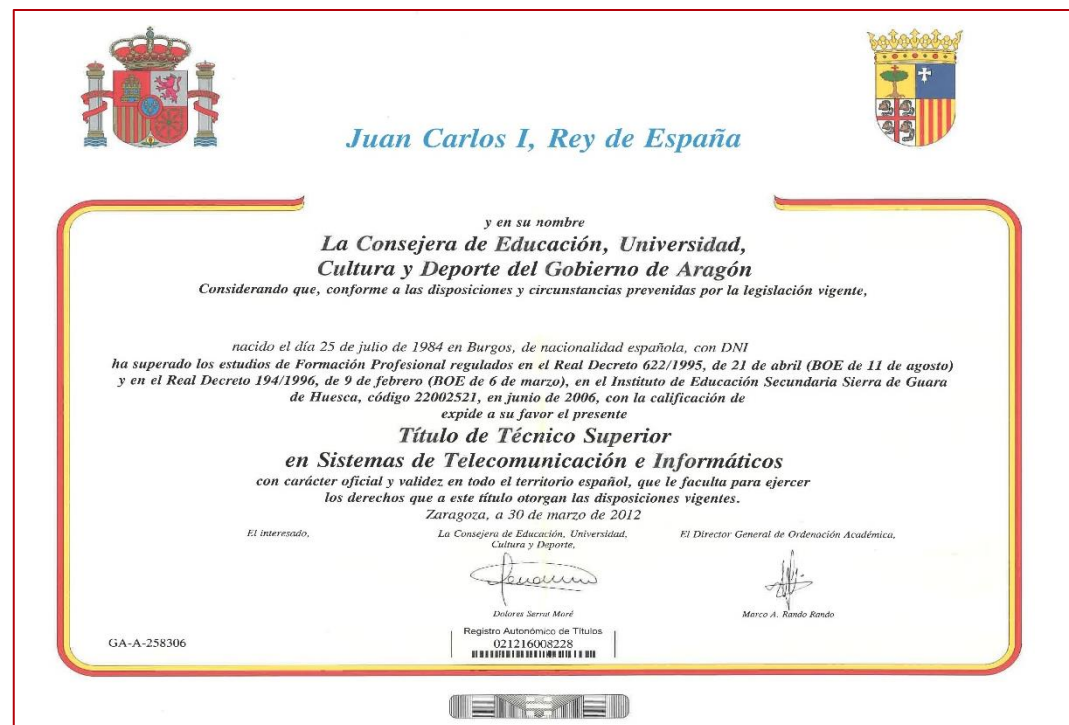 Juan Carlos I, Rey de España
y en su nombre
La Consejera de Educación, Universidad,
Cultura y Deporte del Gobierno de Aragón
Considerando que, conforme a las disposiciones y circunstancias prevenidas por la legislación vigente,
nacido el día 25 de julio de 1984 en Burgos, de nacionalidad española, con DNI
ha superado los estudios de Formación Profesional regulados en el Real Decreto 622/1995, de 21 de abril (BOE de 11 de agosto)
y en el Real Decreto 194/1996, de 9 de febrero (BOE de 6 de marzo), en el Instituto de Educación Secundaria Sierra de Guara
de Huesca, código 22002521, en junio de 2006, con la calificación de
expide a su favor el presente
Título de Técnico Superior
en Sistemas de Telecomunicación e Informáticos
con carácter oficial y validez en todo el territorio español, que le faculta para ejercer
los derechos que a este título otorgan las disposiciones vigentes.
Zaragoza, a 30 de marzo de 2012
El interesado,
La Consejera de Educación, Universidad,
Cultura y Deporte,
El Director General de Ordenación Académica,
Dolores Serrat Moré
Marco A. Rando Rando
GA-A-258306
Registro Autonómico de Títulos
021216008228